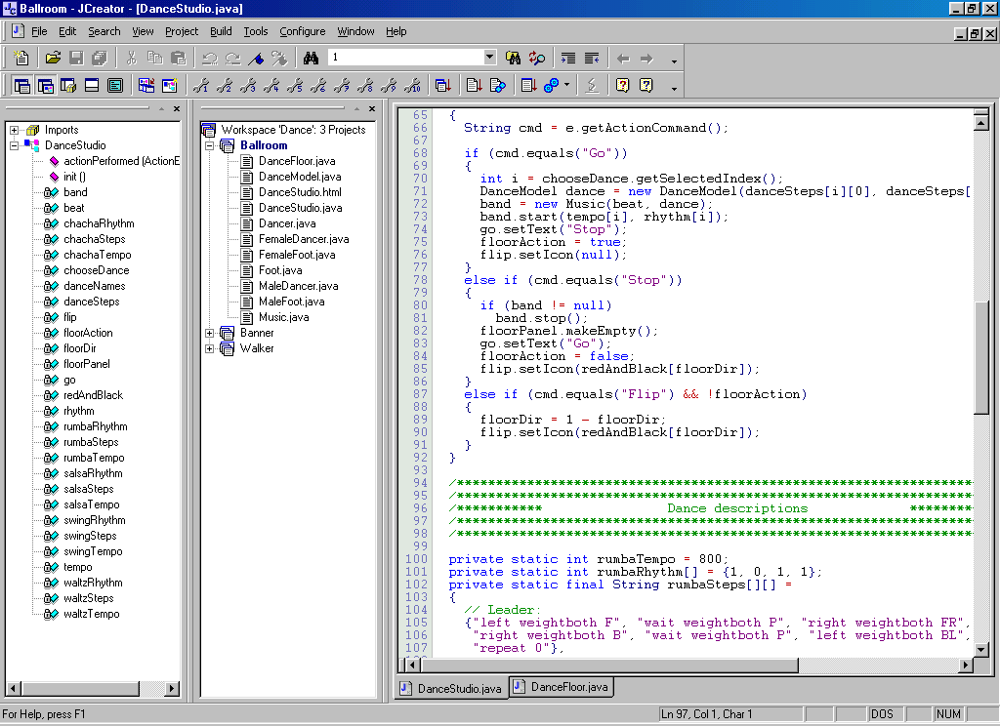 Ballroom - JCreator - [DanceStudio.java]
File Edit Search View Project Build Tools Configure Window Help
1
1 2 3 4 5 6 7 8 9 10
Imports
DanceStudio
actionPerformed (ActionE
init ()
band
beat
chachaRhythm
chachaSteps
chachaTempo
chooseDance
danceNames
danceSteps
flip
floorAction
floorDir
floorPanel
go
redAndBlack
rhythm
rumbaRhythm
rumbaSteps
rumbaTempo
salsaRhythm
salsaSteps
salsaTempo
swingRhythm
swingSteps
swingTempo
tempo
waltzRhythm
waltzSteps
waltzTempo
Workspace 'Dance': 3 Projects
Ballroom
DanceFloor.java
DanceModel.java
DanceStudio.html
DanceStudio.java
Dancer.java
FemaleDancer.java
FemaleFoot.java
Foot.java
MaleDancer.java
MaleFoot.java
Music.java
Banner
Walker
65 {
66 String cmd = e.getActionCommand();
67
68 if (cmd.equals("Go"))
69 {
70 int i = chooseDance.getSelectedIndex();
71 DanceModel dance = new DanceModel(danceSteps[i][0], danceSteps[
72 band = new Music(beat, dance);
73 band.start(tempo[i], rhythm[i]);
74 go.setText("Stop");
75 floorAction = true;
76 flip.setIcon(null);
77 }
78 else if (cmd.equals("Stop"))
79 {
80 if (band != null)
81 band.stop();
82 floorPanel.makeEmpty();
83 go.setText("Go");
84 floorAction = false;
85 flip.setIcon(redAndBlack[floorDir]);
86 }
87 else if (cmd.equals("Flip") && !floorAction)
88 {
89 floorDir = 1 - floorDir;
90 flip.setIcon(redAndBlack[floorDir]);
91 }
92 }
93
94 /******************************************************************
95 /******************************************************************
96 /*********** Dance descriptions ********
97 /******************************************************************
98 /******************************************************************
99
100 private static int rumbaTempo = 800;
101 private static int rumbaRhythm[] = {1, 0, 1, 1};
102 private static final String rumbaSteps[][] =
103 {
104 // Leader:
105 {"left weightboth F", "wait weightboth P", "right weightboth FR",
106 "right weightboth B", "wait weightboth P", "left weightboth BL",
107 "repeat 0"},
DanceStudio.java DanceFloor.java
For Help, press F1 Ln 97, Col 1, Char 1 DOS NUM